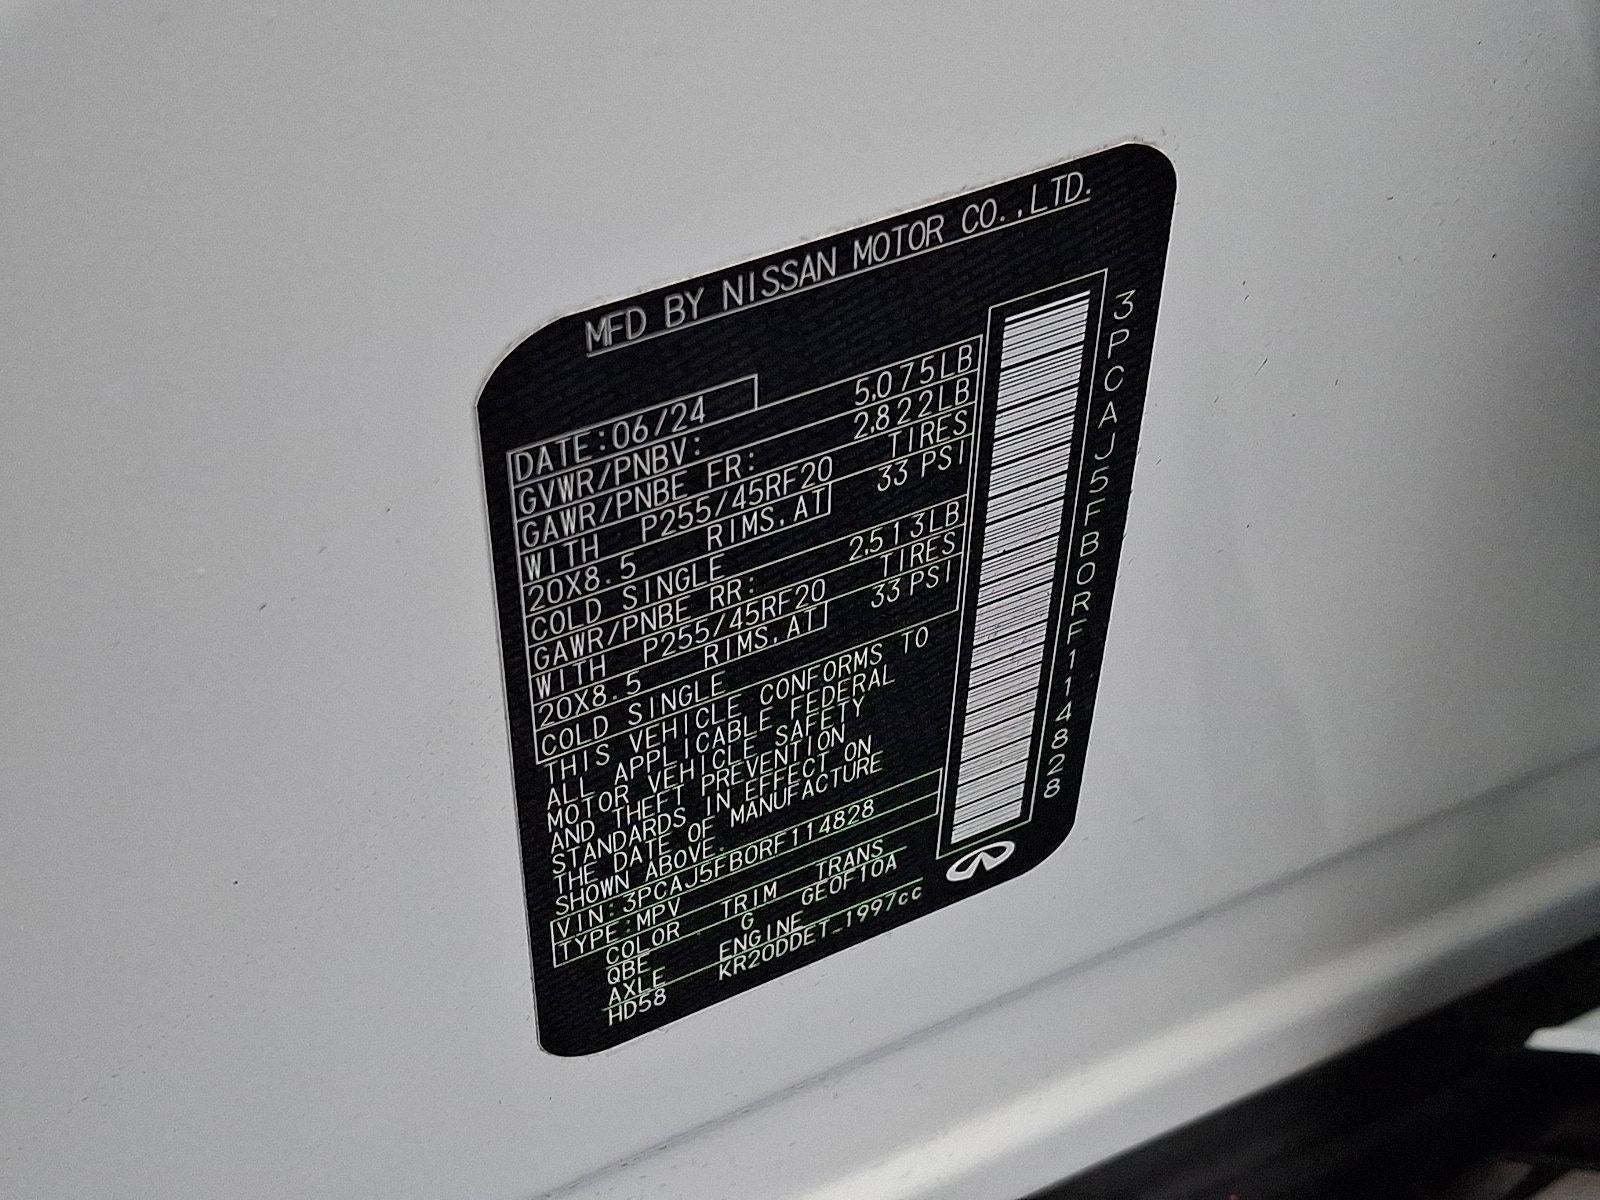 MFD BY NISSAN MOTOR CO.,LTD.
DATE:06/24
GVWR/PNBV: 5,075LB
GAWR/PNBE FR: 2,822LB
WITH P255/45RF20 TIRES
20X8.5 RIMS,AT 33 PSI
COLD SINGLE
GAWR/PNBE RR: 2,513LB
WITH P255/45RF20 TIRES
20X8.5 RIMS,AT 33 PSI
COLD SINGLE
THIS VEHICLE CONFORMS TO
ALL APPLICABLE FEDERAL
MOTOR VEHICLE SAFETY
AND THEFT PREVENTION
STANDARDS IN EFFECT ON
THE DATE OF MANUFACTURE
SHOWN ABOVE.
VIN:3PCAJ5FB0RF114828
TYPE:MPV
COLOR TRIM TRANS
QBE G GE0F10A
AXLE ENGINE
HD58 KR20DDET_1997cc
3PCAJ5FB0RF114828